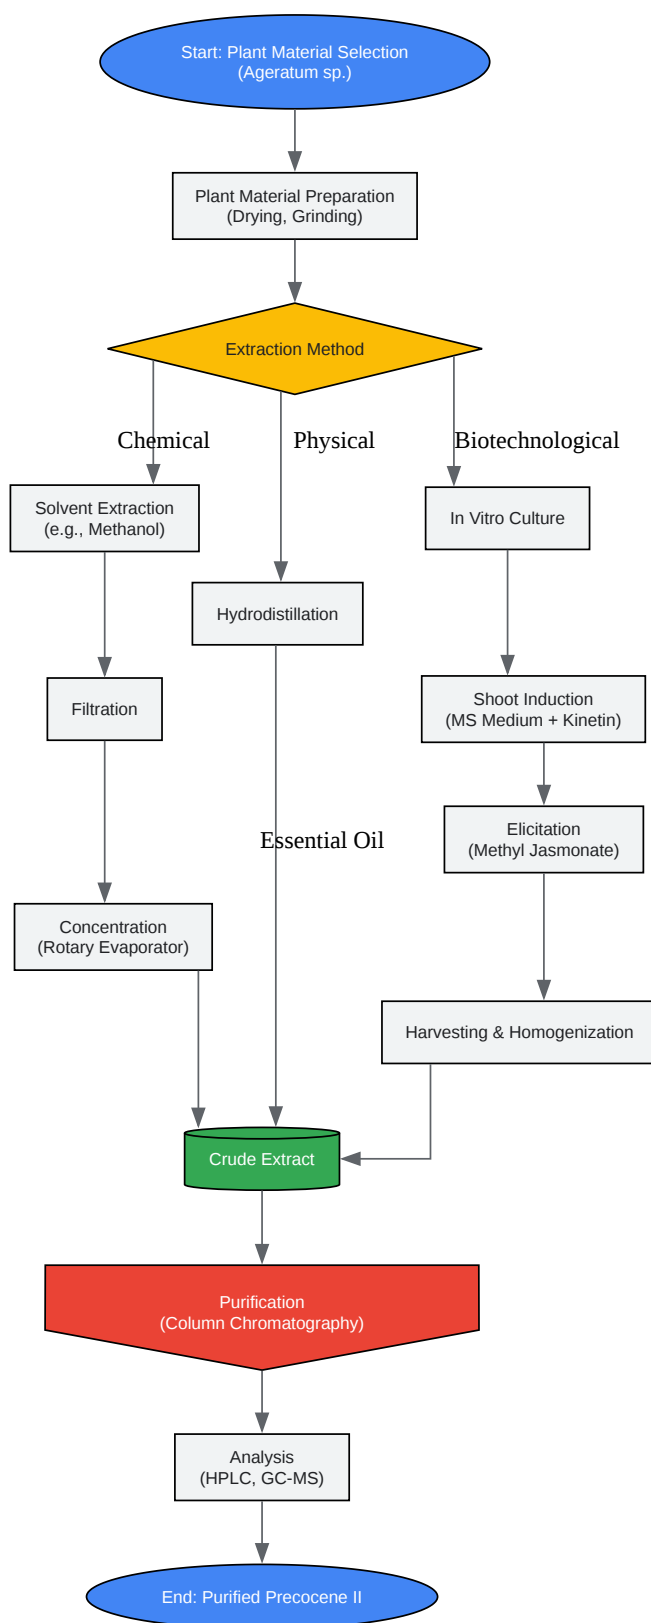 Start: Plant Material Selection
(Ageratum sp.)
Plant Material Preparation
(Drying, Grinding)
Extraction Method
Chemical
Physical
Biotechnological
Solvent Extraction
(e.g., Methanol)
In Vitro Culture
Hydrodistillation
Filtration
Shoot Induction
(MS Medium + Kinetin)
Essential Oil
Elicitation
(Methyl Jasmonate)
Concentration
(Rotary Evaporator)
Harvesting & Homogenization
Crude Extract
Purification
(Column Chromatography)
Analysis
(HPLC, GC-MS)
End: Purified Precocene II